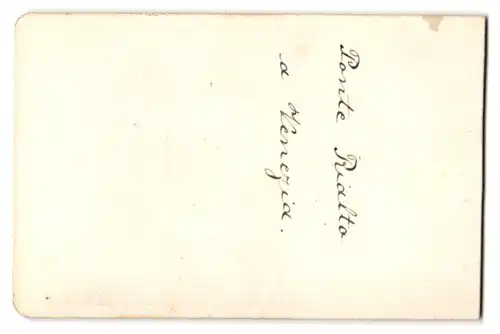 Ponte Rialto
a Venezia.